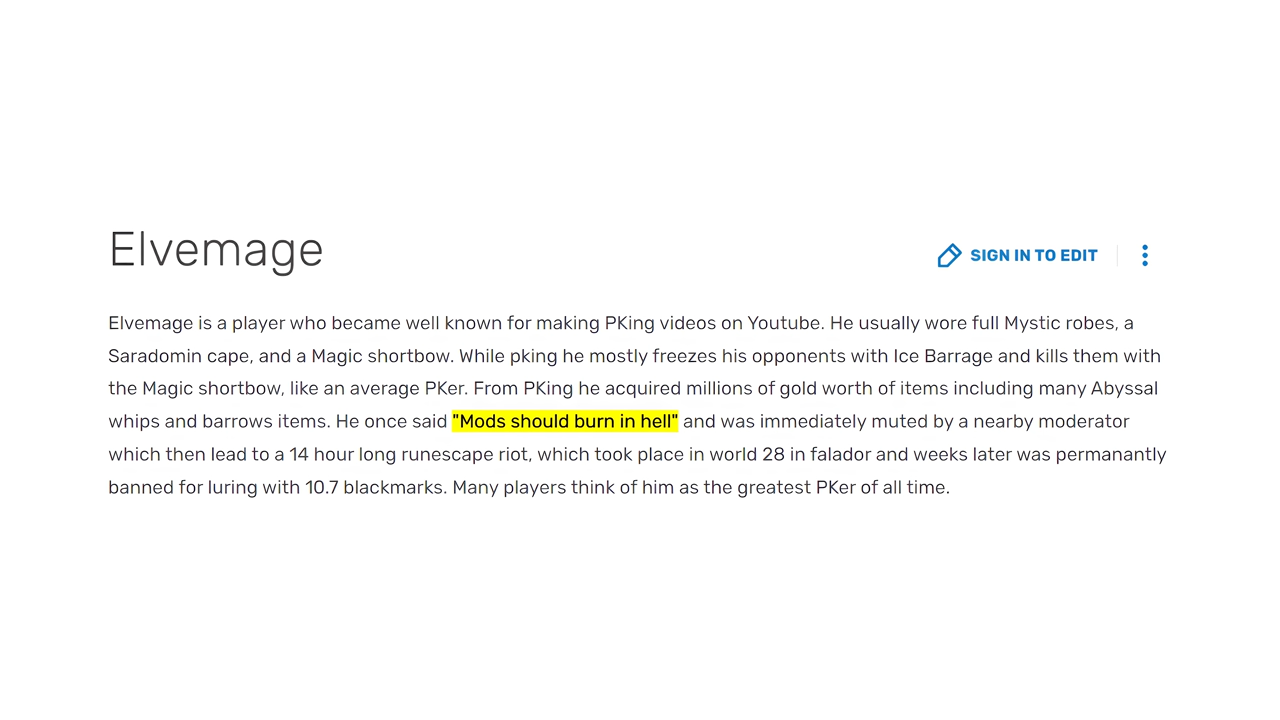 Elvemage
SIGN IN TO EDIT
Elvemage is a player who became well known for making PKing videos on Youtube. He usually wore full Mystic robes, a
Saradomin cape, and a Magic shortbow. While pking he mostly freezes his opponents with Ice Barrage and kills them with
the Magic shortbow, like an average PKer. From PKing he acquired millions of gold worth of items including many Abyssal
whips and barrows items. He once said "Mods should burn in hell" and was immediately muted by a nearby moderator
which then lead to a 14 hour long runescape riot, which took place in world 28 in falador and weeks later was permanantly
banned for luring with 10.7 blackmarks. Many players think of him as the greatest PKer of all time.